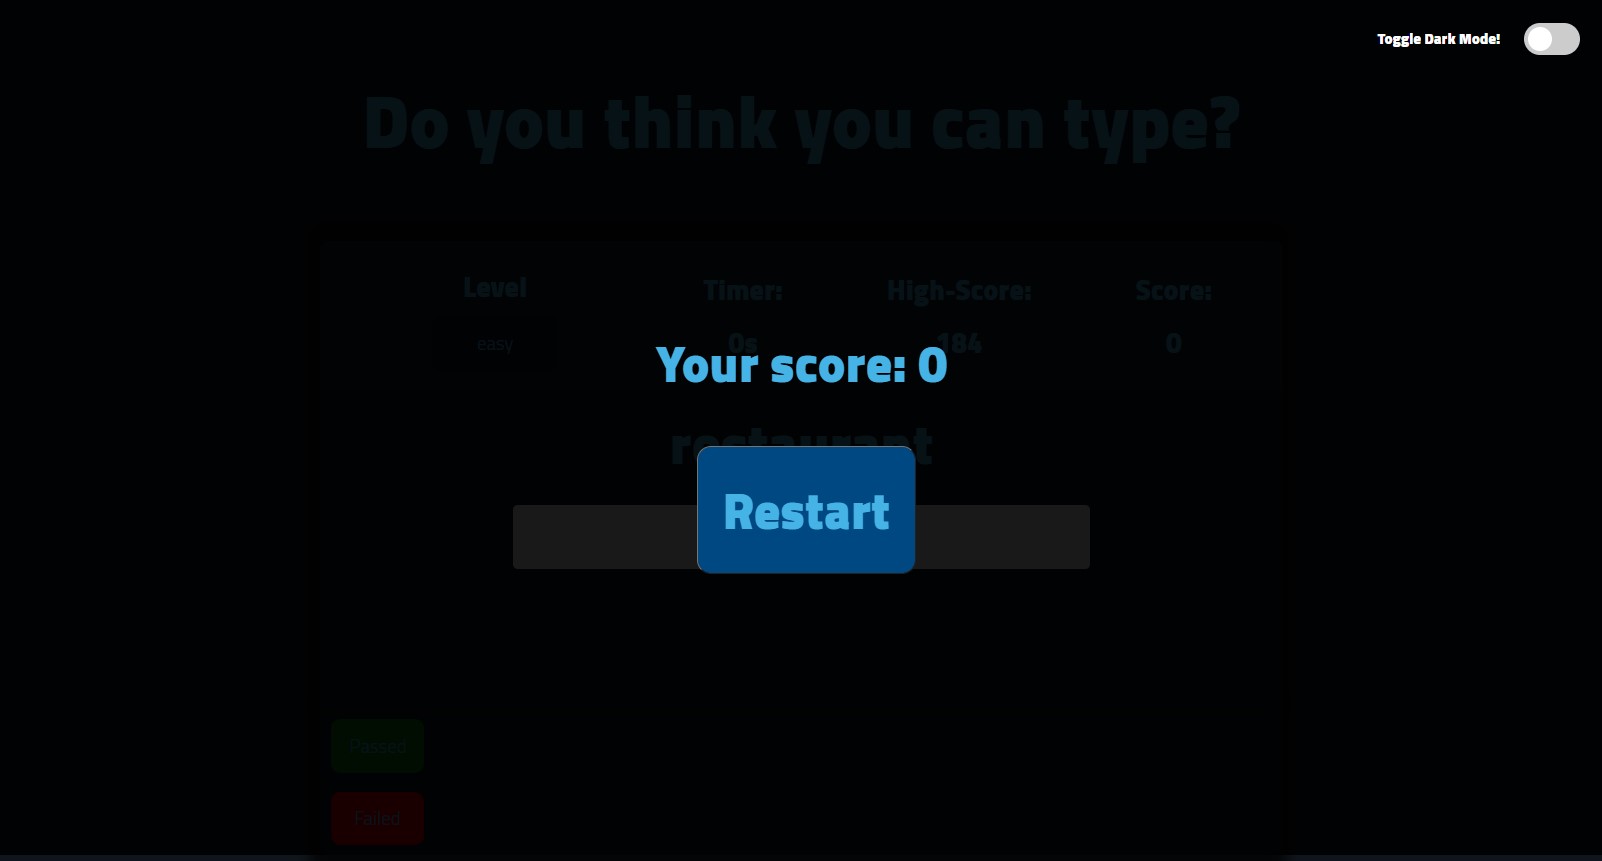 Toggle Dark Mode!
Do you think you can type?
Level
Timer:
High-Score:
Score:
easy
0s
184
0
Your score: 0
restaurant
Restart
Passed
Failed